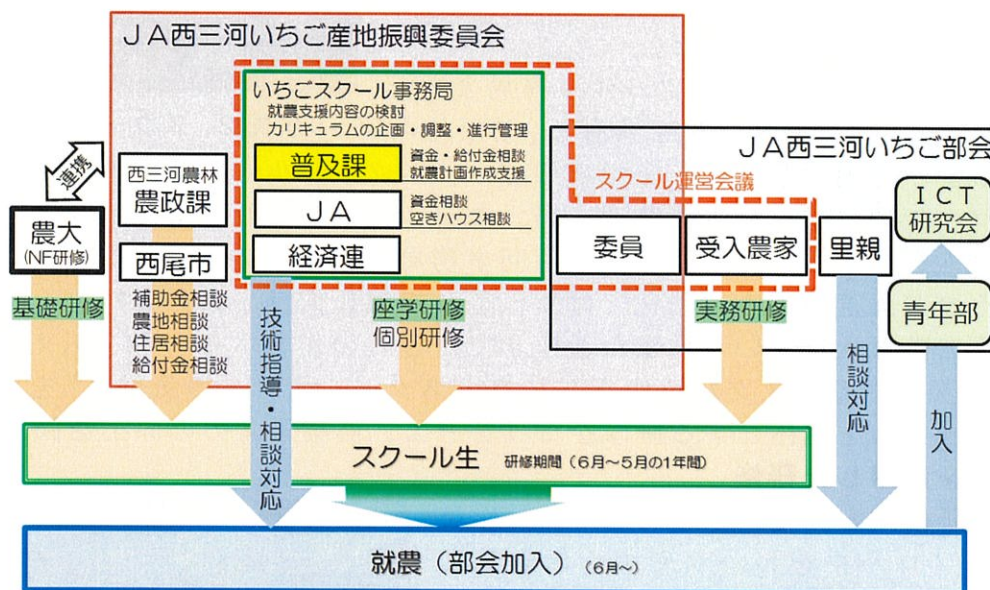 JA西三河いちご産地振興委員会
いちごスクール事務局
就農支援内容の検討
カリキュラムの企画・調整・進行管理
普及課
資金・給付金相談
就農計画作成支援
JA
資金相談
空きハウス相談
経済連
JA西三河いちご部会
スクール運営会議
連携
西三河農林
農政課
農大
(NF研修)
西尾市
委員
受入農家
里親
ICT
研究会
青年部
基礎研修
補助金相談
農地相談
住居相談
給付金相談
技術指導・相談対応
座学研修
個別研修
実務研修
相談対応
加入
スクール生 研修期間(6月~5月の1年間)
就農(部会加入) (6月~)